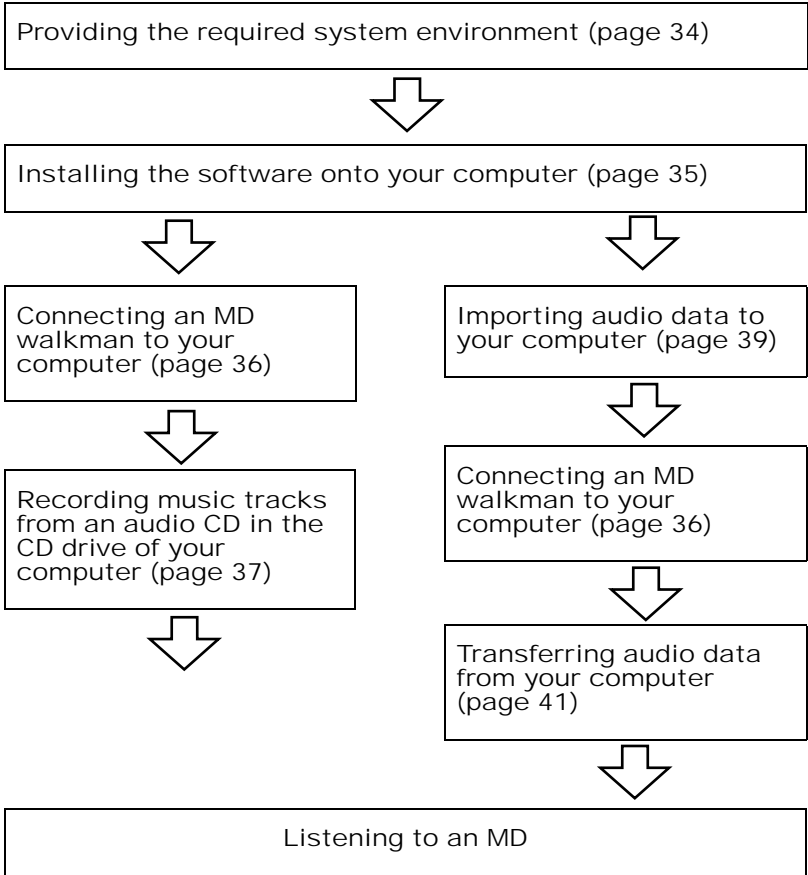 Providing the required system environment (page 34)
Installing the software onto your computer (page 35)
Connecting an MD
walkman to your
computer (page 36)
Recording music tracks
from an audio CD in the
CD drive of your
computer (page 37)
Importing audio data to
your computer (page 39)
Connecting an MD
walkman to your
computer (page 36)
Transferring audio data
from your computer
(page 41)
Listening to an MD